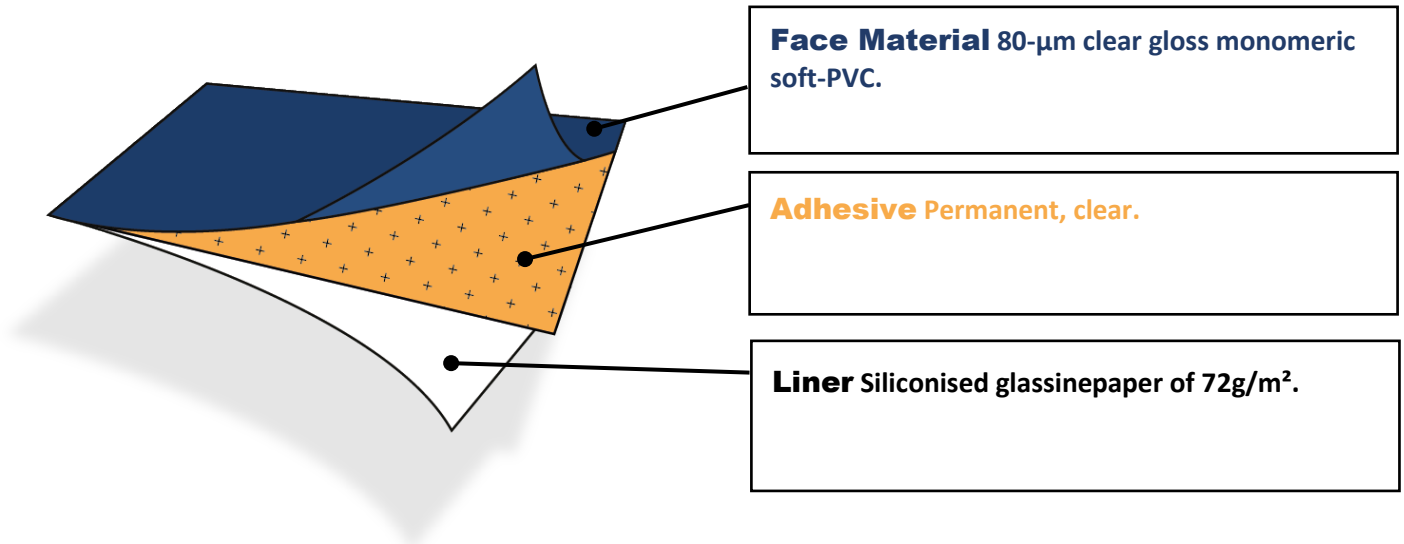 Face Material 80-µm clear gloss monomeric
soft-PVC.
Adhesive Permanent, clear.
Liner Siliconised glassinepaper of 72g/m².